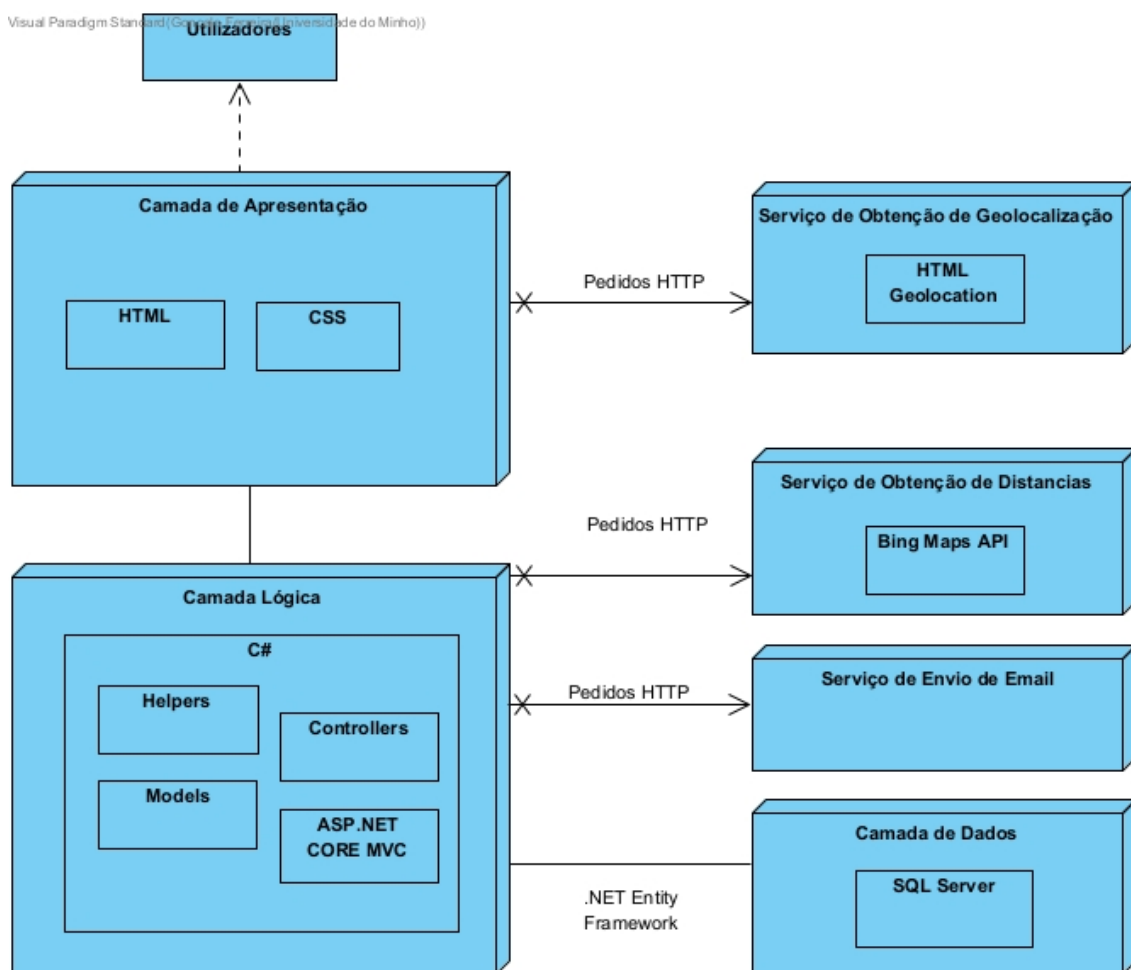 Visual Paradigm Standard(Gonçalo Ferreira(Universidade do Minho))
Utilizadores
Camada de Apresentação
HTML
CSS
Pedidos HTTP
Serviço de Obtenção de Geolocalização
HTML
Geolocation
Pedidos HTTP
Serviço de Obtenção de Distancias
Bing Maps API
Camada Lógica
C#
Helpers
Controllers
Models
ASP.NET
CORE MVC
Pedidos HTTP
Serviço de Envio de Email
.NET Entity
Framework
Camada de Dados
SQL Server